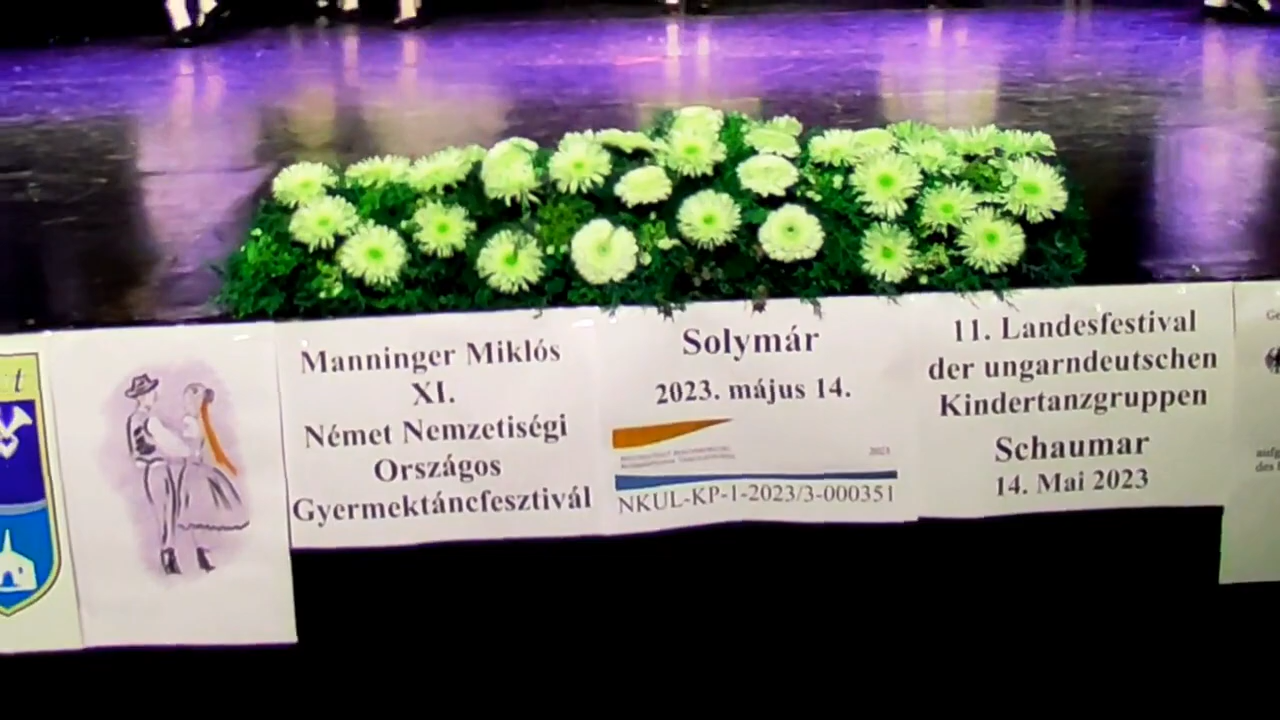 Manninger Miklós
XI.
Német Nemzetiségi
Országos
Gyermektáncfesztivál
Solymár
2023. május 14.
2023
NKUL-KP-1-2023/3-000351
11. Landesfestival
der ungarndeutschen
Kindertanzgruppen
Schaumar
14. Mai 2023